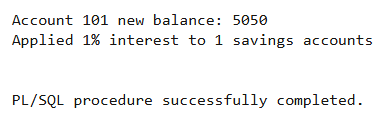 Account 101 new balance: 5050
Applied 1% interest to 1 savings accounts
PL/SQL procedure successfully completed.